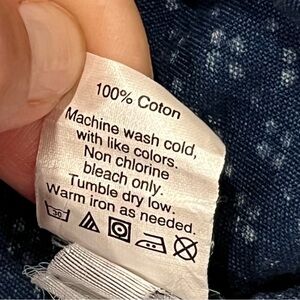 100% Coton
Machine wash cold,
with like colors.
Non chlorine
bleach only.
Tumble dry low.
Warm iron as needed.
30